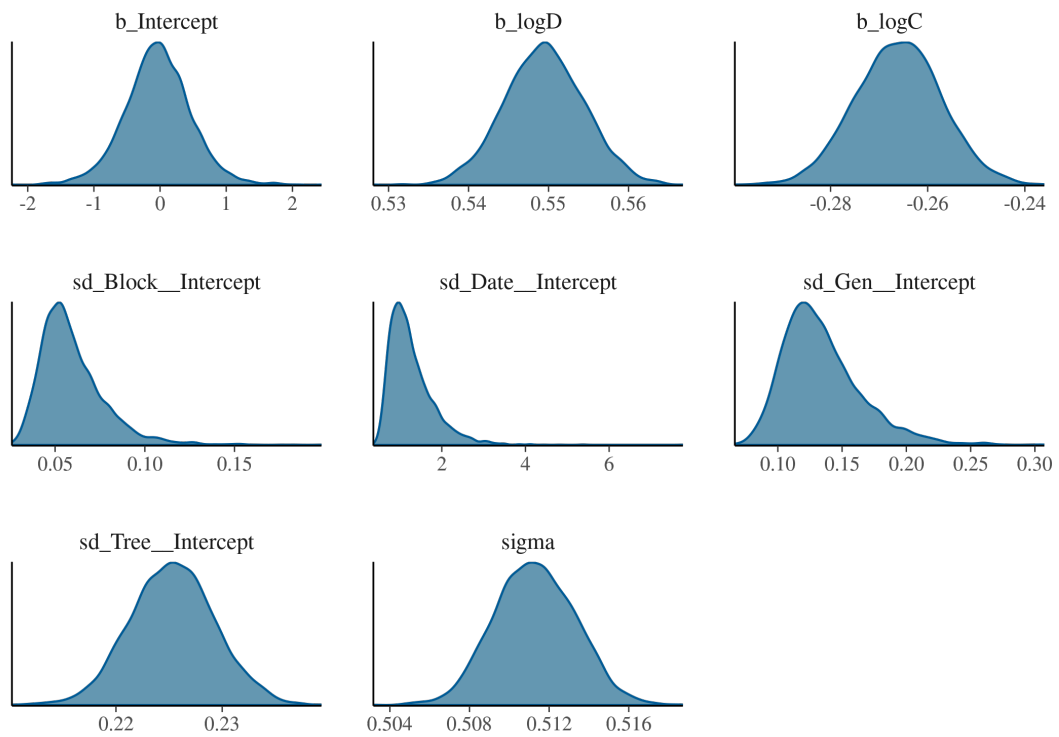 b_Intercept b_logD b_logC
-2 -1 0 1 2 0.53 0.54 0.55 0.56 -0.28 -0.26 -0.24
sd_Block__Intercept sd_Date__Intercept sd_Gen__Intercept
0.05 0.10 0.15 2 4 6 0.10 0.15 0.20 0.25 0.30
sd_Tree__Intercept sigma
0.22 0.23 0.504 0.508 0.512 0.516